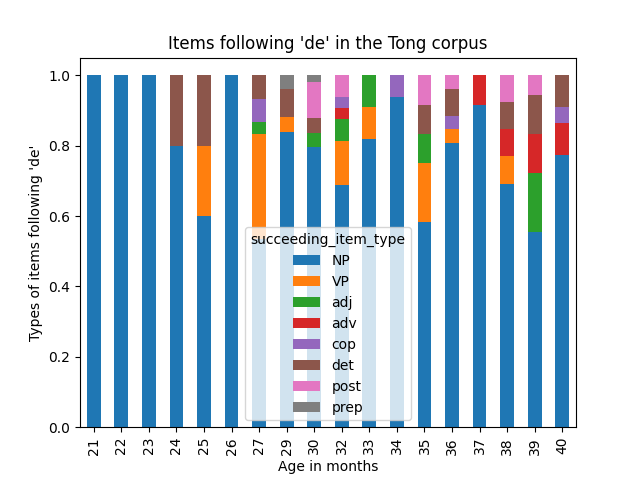 Items following 'de' in the Tong corpus
Types of items following 'de'
1.0
0.8
0.6
0.4
0.2
0.0
succeeding_item_type
NP
VP
adj
adv
cop
det
post
prep
21 22 23 24 25 26 27 29 30 32 33 34 35 36 37 38 39 40
Age in months